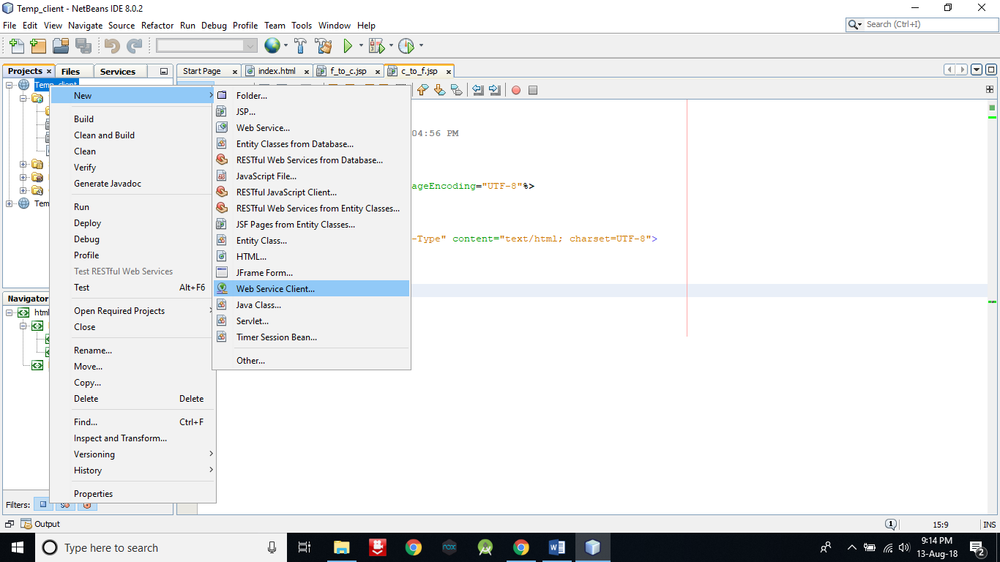 Temp_client - NetBeans IDE 8.0.2
File Edit View Navigate Source Refactor Run Debug Profile Team Tools Window Help
Search (Ctrl+I)
Projects Files Services
Start Page index.html f_to_c.jsp c_to_f.jsp
Temp_client
Tem
New
Build
Clean and Build
Clean
Verify
Generate Javadoc
Run
Deploy
Debug
Profile
Test RESTful Web Services
Test Alt+F6
Open Required Projects
Close
Rename...
Move...
Copy...
Delete Delete
Find... Ctrl+F
Inspect and Transform...
Versioning
History
Properties
Folder...
JSP...
Web Service...
Entity Classes from Database...
RESTful Web Services from Database...
JavaScript File...
RESTful JavaScript Client...
RESTful Web Services from Entity Classes...
JSF Pages from Entity Classes...
Entity Class...
HTML...
JFrame Form...
Web Service Client...
Java Class...
Servlet...
Timer Session Bean...
Other...
04:56 PM
ageEncoding="UTF-8"%>
-Type" content="text/html; charset=UTF-8">
Navigator
html
Filters:
Output
1
15:9
INS
Type here to search
nox
9:14 PM
13-Aug-18
2